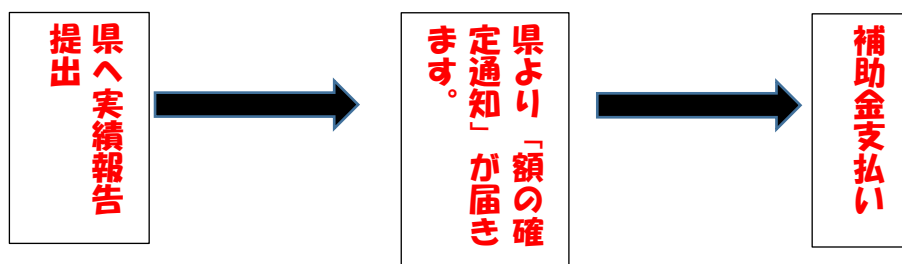 県へ実績報告
提出
県より「額の確
定通知」が届き
ます。
補助金支払い